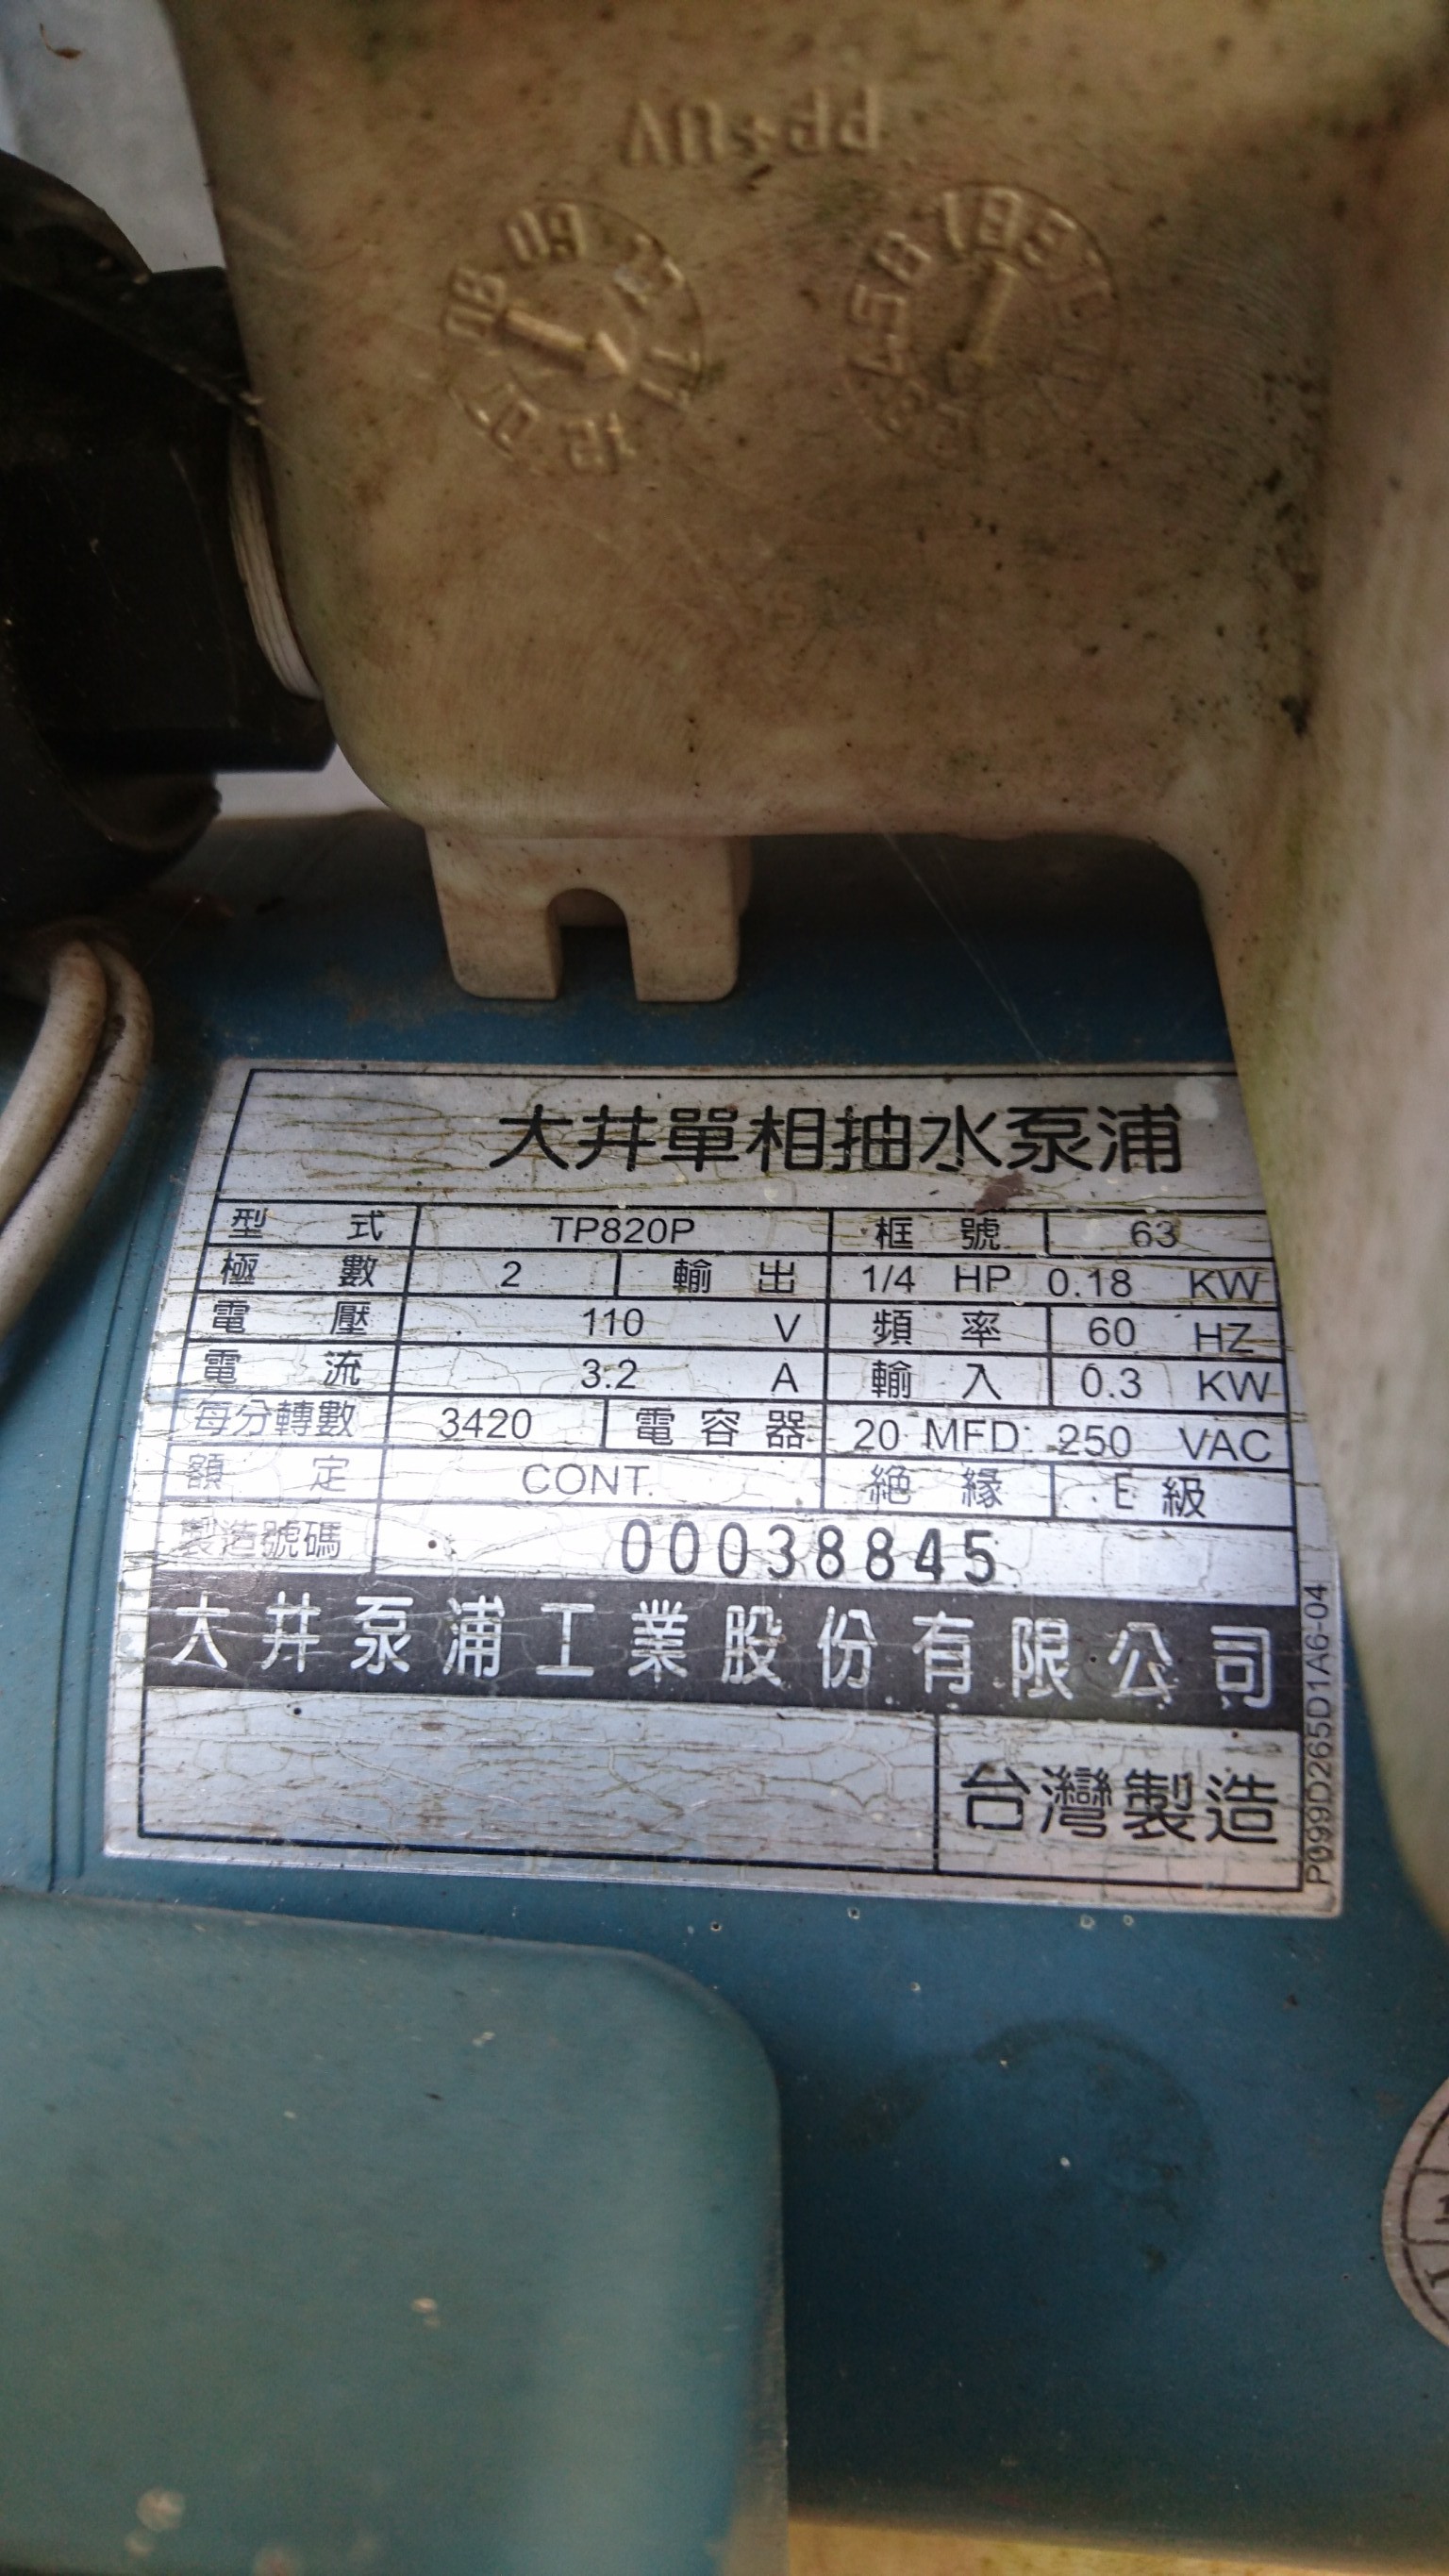 PP+UV
大井單相抽水泵浦
型式 TP820P 框號 63
極數 2 輸出 1/4 HP 0.18 KW
電壓 110 V 頻率 60 HZ
電流 3.2 A 輸入 0.3 KW
每分轉數 3420 電容器 20 MFD 250 VAC
額定 CONT. 絕緣 E 級
製造號碼 00038845
大井泵浦工業股份有限公司
台灣製造
P099D265D1A6-04